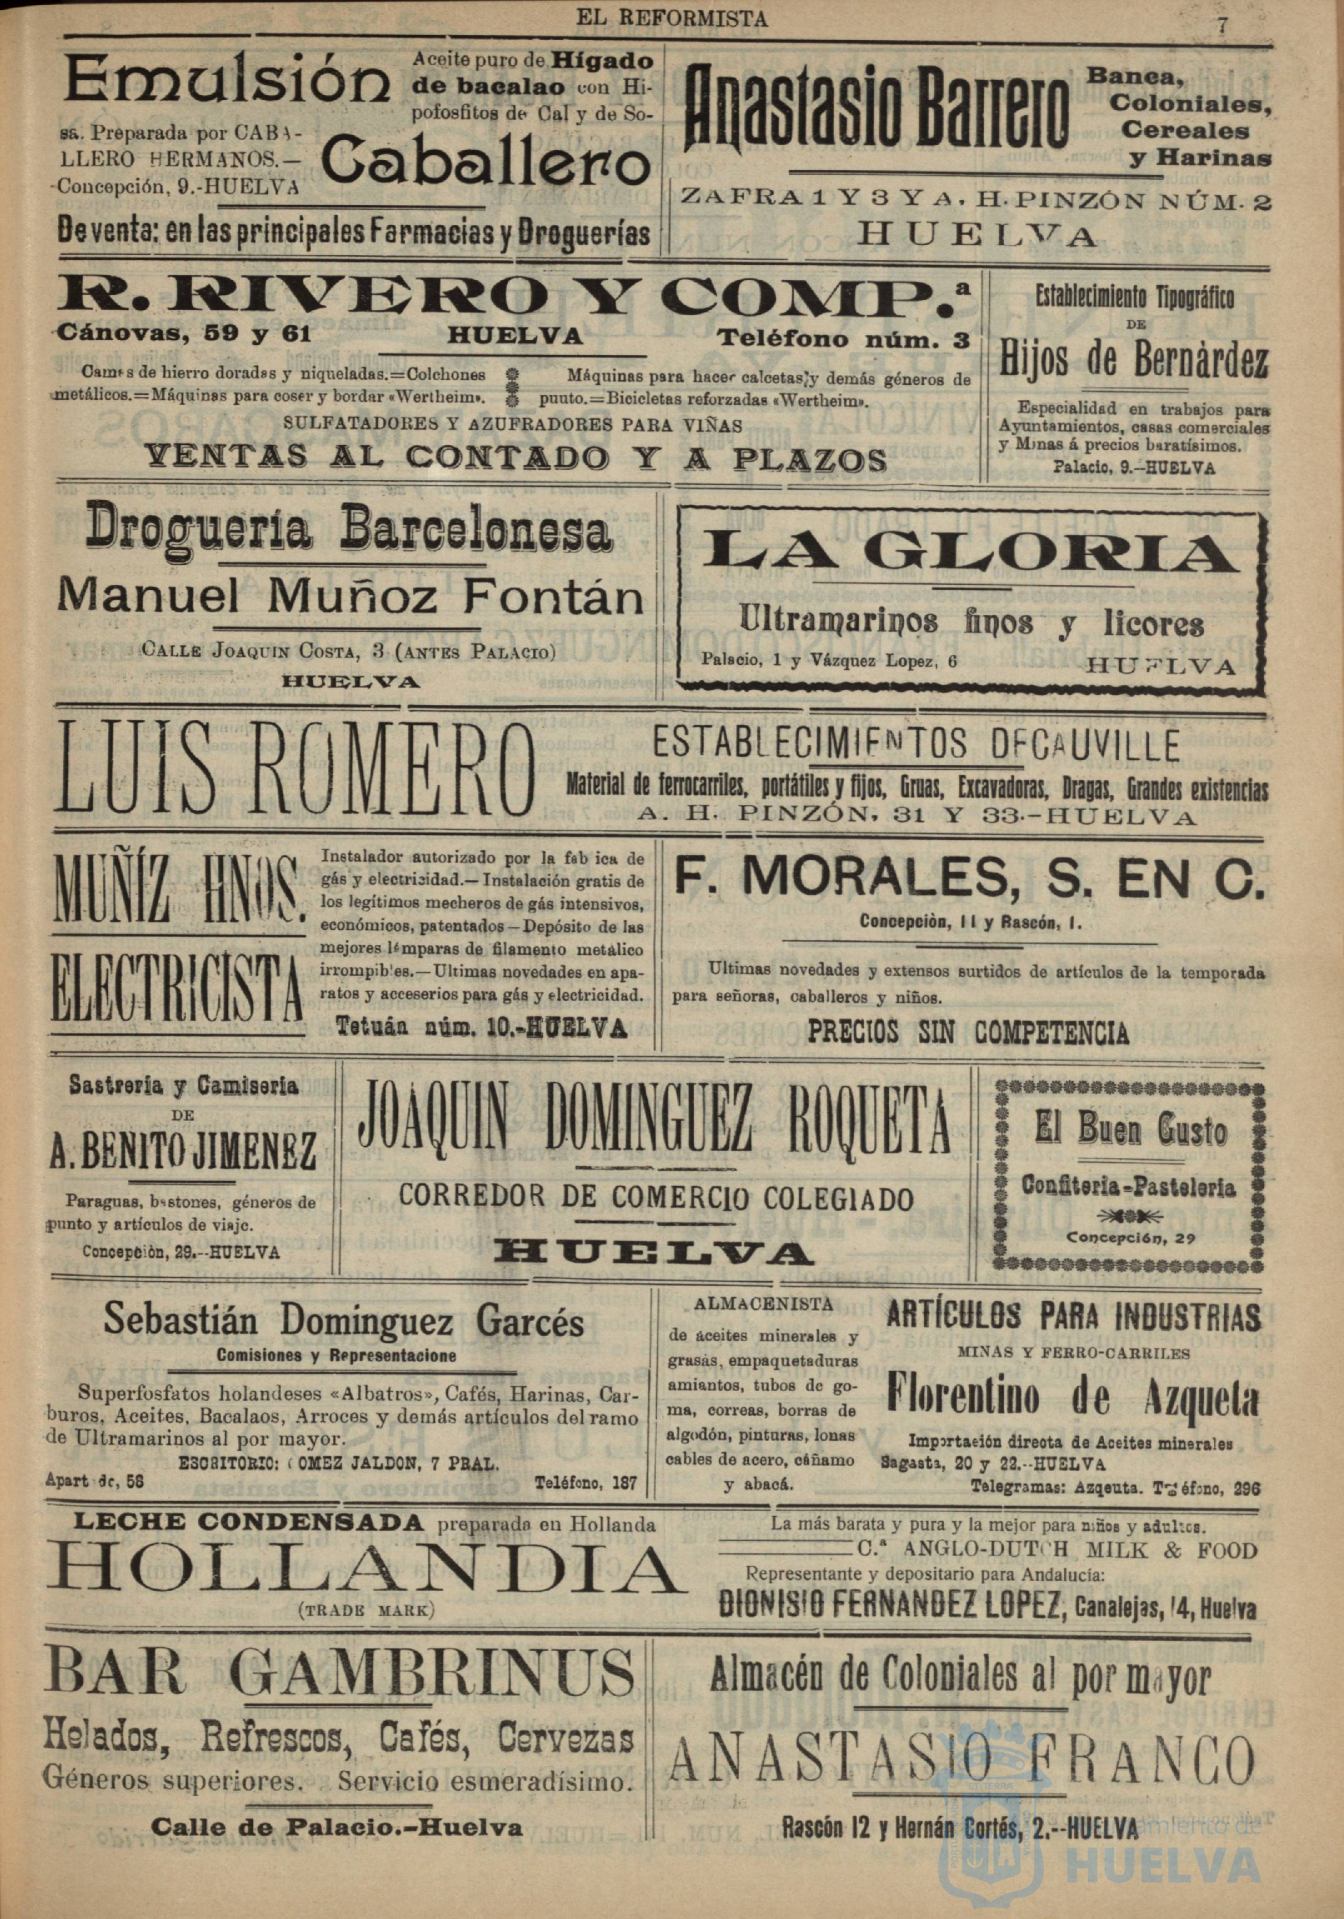 EL REFORMISTA
7
Emulsión
Aceite puro de Hígado
de bacalao con Hi-
pofosfitos de Cal y de So-
sa. Preparada por CABA-
LLERO HERMANOS.—
Concepción, 9.-HUELVA
Caballero
De venta: en las principales Farmacias y Droguerías
Anastasio Barrero
Banca,
Coloniales,
Cereales
y Harinas
ZAFRA 1 Y 3 Y A. H. PINZÓN NÚM. 2
HUELVA
R. RIVERO Y COMP.ª
Cánovas, 59 y 61 HUELVA Teléfono núm. 3
Camas de hierro doradas y niqueladas.=Colchones
metálicos.=Máquinas para coser y bordar «Wertheim».
Máquinas para hacer calcetas y demás géneros de
punto.=Bicicletas reforzadas «Wertheim».
SULFATADORES Y AZUFRADORES PARA VIÑAS
VENTAS AL CONTADO Y A PLAZOS
Establecimiento Tipográfico
DE
Hijos de Bernárdez
Especialidad en trabajos para
Ayuntamientos, casas comerciales
y Minas á precios baratísimos.
Palacio, 9.--HUELVA
Droguería Barcelonesa
Manuel Muñoz Fontán
CALLE JOAQUIN COSTA, 3 (ANTES PALACIO)
HUELVA
LA GLORIA
Ultramarinos finos y licores
Palacio, 1 y Vázquez Lopez, 6
HUELVA
LUIS ROMERO
ESTABLECIMIENTOS DECAUVILLE
Material de ferrocarriles, portátiles y fijos, Gruas, Excavadoras, Dragas, Grandes existencias
A. H. PINZÓN, 31 Y 33.-HUELVA
MUÑÍZ HNOS.
ELECTRICISTA
Instalador autorizado por la fab ica de
gás y electricidad.—Instalación gratis de
los legítimos mecheros de gás intensivos,
económicos, patentados—Depósito de las
mejores lámparas de filamento metálico
irrompibles.—Ultimas novedades en apa-
ratos y acceserios para gás y electricidad.
Tetuán núm. 10.-HUELVA
F. MORALES, S. EN C.
Concepción, 11 y Rascón, 1.
Ultimas novedades y extensos surtidos de artículos de la temporada
para señoras, caballeros y niños.
PRECIOS SIN COMPETENCIA
Sastreria y Camiseria
DE
A. BENITO JIMENEZ
Paraguas, bastones, géneros de
punto y artículos de viaje.
Concepción, 29.--HUELVA
JOAQUIN DOMINGUEZ ROQUETA
CORREDOR DE COMERCIO COLEGIADO
HUELVA
El Buen Gusto
Confiteria-Pasteleria
Concepción, 29
Sebastián Dominguez Garcés
Comisiones y Representacione
Superfosfatos holandeses «Albatros», Cafés, Harinas, Car-
buros, Aceites, Bacalaos, Arroces y demás artículos del ramo
de Ultramarinos al por mayor.
ESCRITORIO: GOMEZ JALDON, 7 PRAL.
Apart do, 58
Teléfono, 187
ALMACENISTA
de aceites minerales y
grasas, empaquetaduras
amiantos, tubos de go-
ma, correas, borras de
algodón, pinturas, lonas
cables de acero, cáñamo
y abacá.
ARTÍCULOS PARA INDUSTRIAS
MINAS Y FERRO-CARRILES
Florentino de Azqueta
Importación directa de Aceites minerales
Sagasta, 20 y 22.--HUELVA
Telegramas: Azqeuta. Teléfono, 296
LECHE CONDENSADA preparada en Hollanda
HOLLANDIA
(TRADE MARK)
La más barata y pura y la mejor para niños y adultos.
C.ª ANGLO-DUTCH MILK & FOOD
Representante y depositario para Andalucía:
DIONISIO FERNANDEZ LOPEZ, Canalejas, 14, Huelva
BAR GAMBRINUS
Helados, Refrescos, Cafés, Cervezas
Géneros superiores. Servicio esmeradísimo.
Calle de Palacio.-Huelva
Almacén de Coloniales al por mayor
ANASTASIO FRANCO
Rascón 12 y Hernán Cortés, 2.--HUELVA
HUELVA